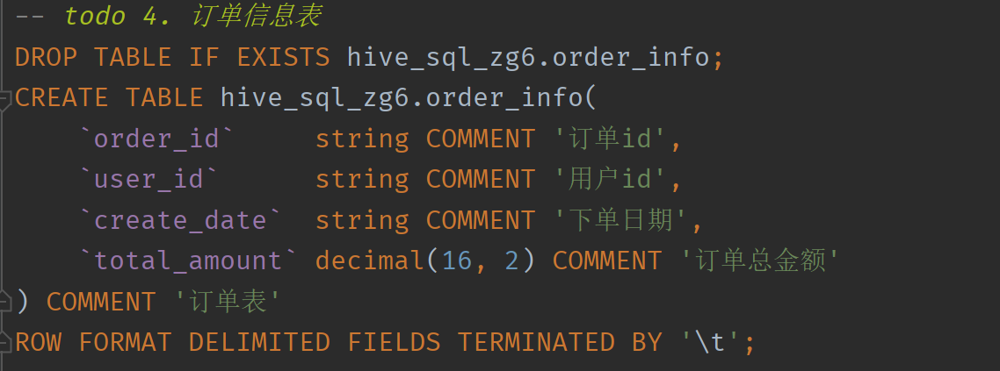 -- todo 4. 订单信息表
DROP TABLE IF EXISTS hive_sql_zg6.order_info;
CREATE TABLE hive_sql_zg6.order_info(
    `order_id`     string COMMENT '订单id',
    `user_id`      string COMMENT '用户id',
    `create_date`  string COMMENT '下单日期',
    `total_amount` decimal(16, 2) COMMENT '订单总金额'
) COMMENT '订单表'
ROW FORMAT DELIMITED FIELDS TERMINATED BY '\t';